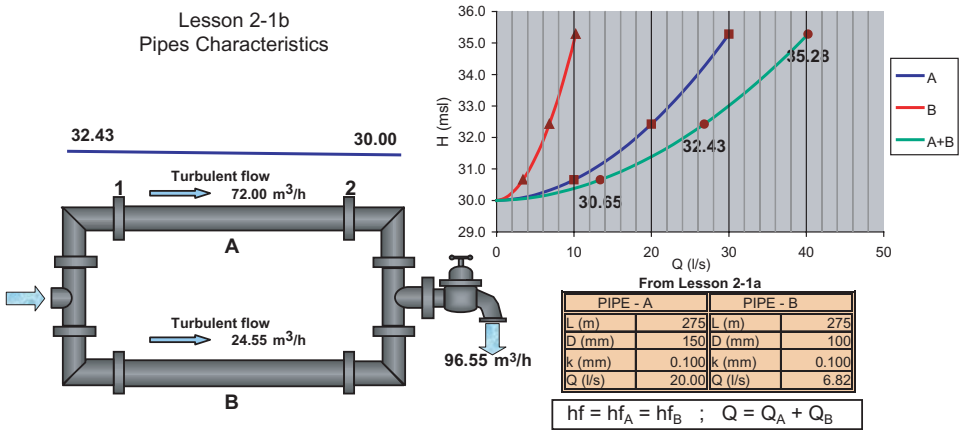 Lesson 2-1b
Pipes Characteristics
32.43
30.00
1
Turbulent flow
72.00 m³/h
2
A
Turbulent flow
24.55 m³/h
B
96.55 m³/h
H (msl)
36.0
35.0
34.0
33.0
32.0
31.0
30.0
29.0
35.28
32.43
30.65
0
10
20
30
40
50
Q (l/s)
A
B
A+B
From Lesson 2-1a
PIPE - A PIPE - B
L (m) 275 L (m) 275
D (mm) 150 D (mm) 100
k (mm) 0.100 k (mm) 0.100
Q (l/s) 20.00 Q (l/s) 6.82
hf = hf_A = hf_B ; Q = Q_A + Q_B